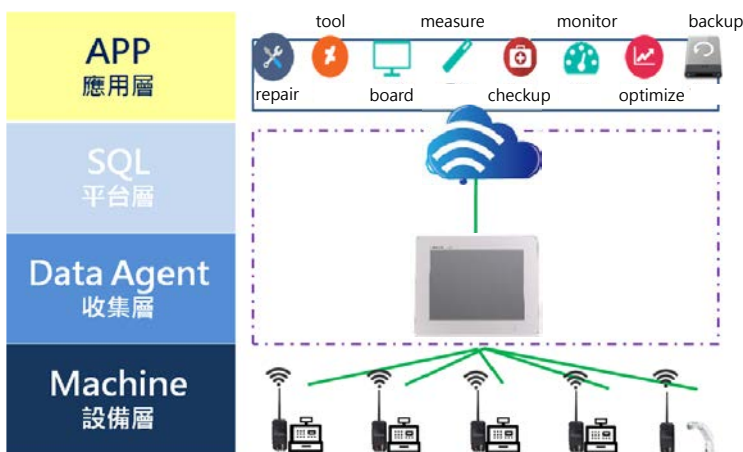 APP
應用層
tool measure monitor backup
repair board checkup optimize
SQL
平台層
Data Agent
收集層
Machine
設備層